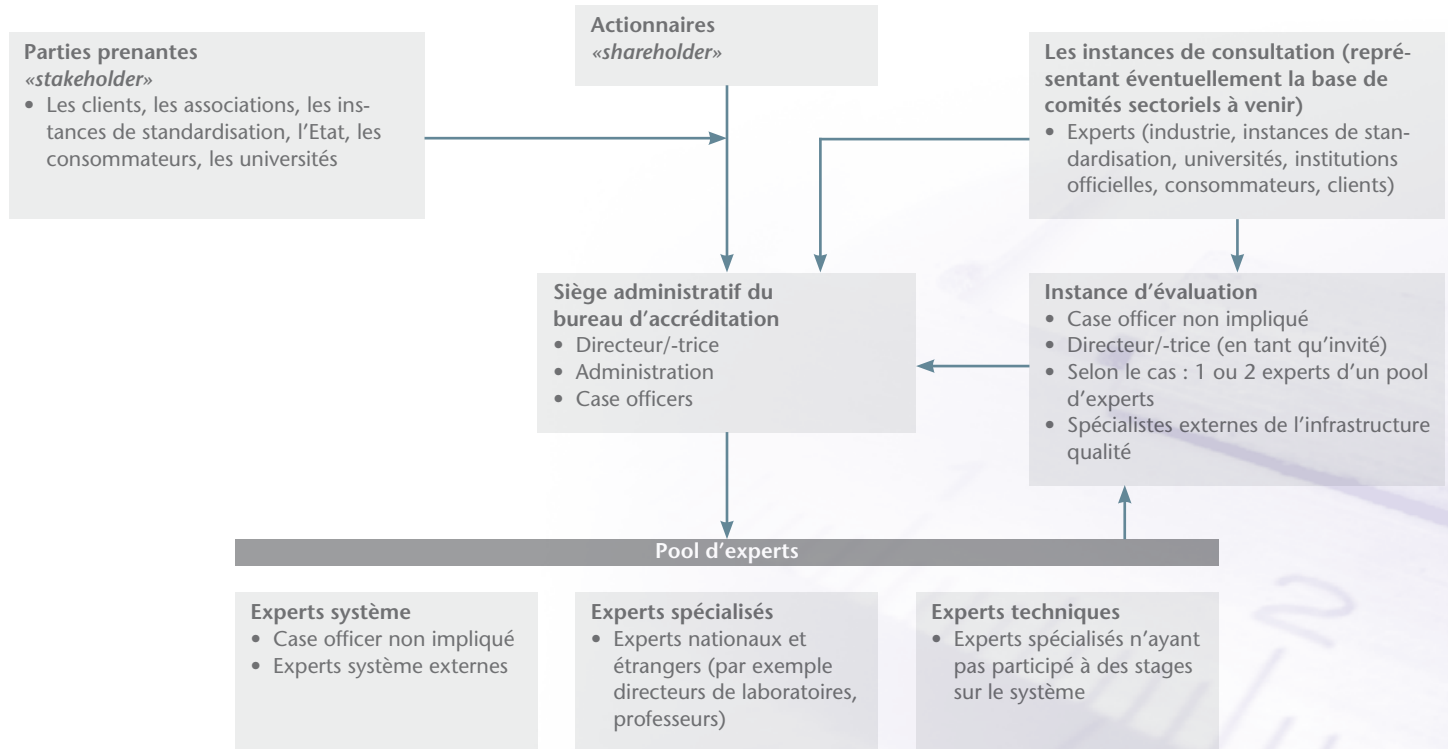 Parties prenantes
«stakeholder»
• Les clients, les associations, les ins-
tances de standardisation, l’Etat, les
consommateurs, les universités
Actionnaires
«shareholder»
Les instances de consultation (repré-
sentant éventuellement la base de
comités sectoriels à venir)
• Experts (industrie, instances de stan-
dardisation, universités, institutions
officielles, consommateurs, clients)
Siège administratif du
bureau d’accréditation
• Directeur/-trice
• Administration
• Case officers
Instance d’évaluation
• Case officer non impliqué
• Directeur/-trice (en tant qu’invité)
• Selon le cas : 1 ou 2 experts d’un pool
d’experts
• Spécialistes externes de l’infrastructure
qualité
Pool d’experts
Experts système
• Case officer non impliqué
• Experts système externes
Experts spécialisés
• Experts nationaux et
étrangers (par exemple
directeurs de laboratoires,
professeurs)
Experts techniques
• Experts spécialisés n’ayant
pas participé à des stages
sur le système
1
2